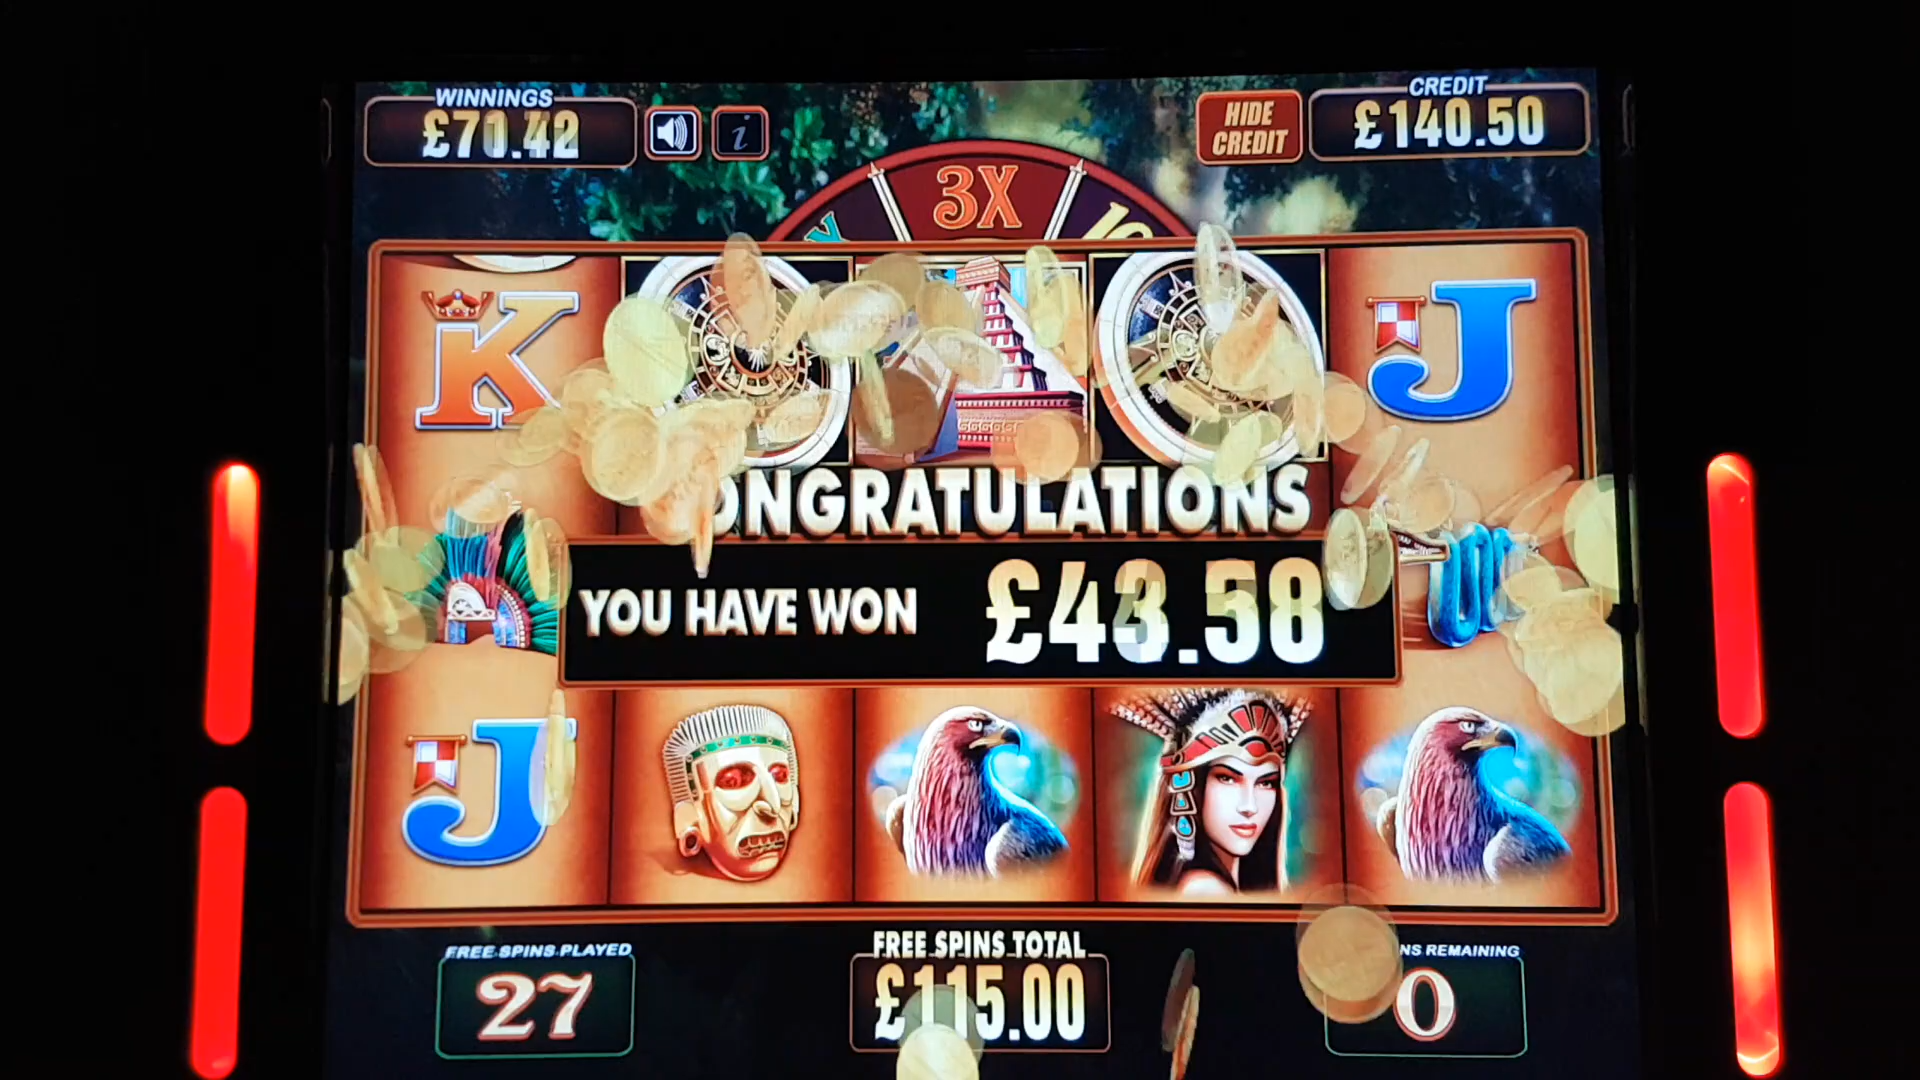 WINNINGS
£70.42
i
HIDE
CREDIT
CREDIT
£140.50
3X
K
J
CONGRATULATIONS
YOU HAVE WON £43.58
J
FREE SPINS PLAYED
27
FREE SPINS TOTAL
£115.00
NS REMAINING
0